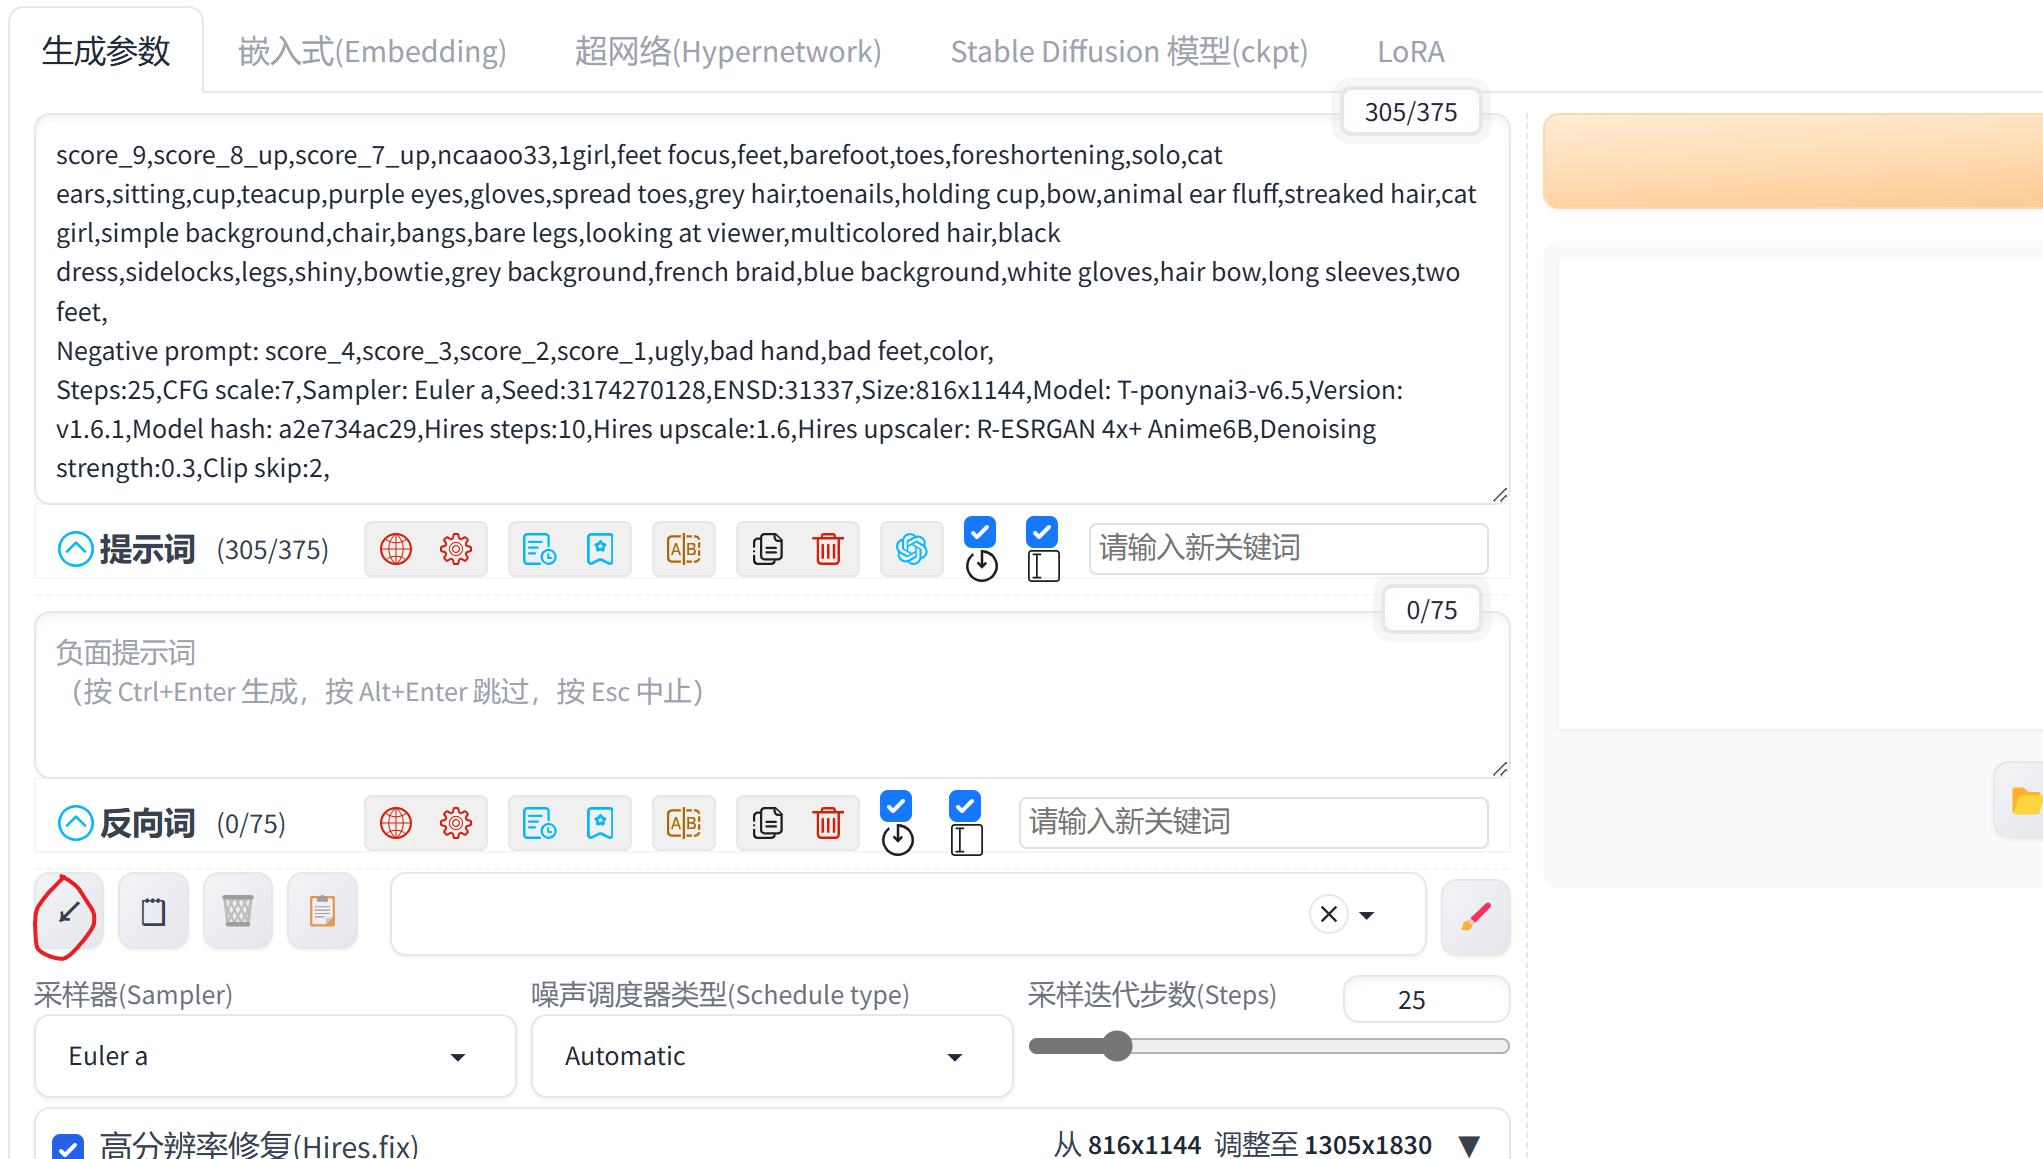 生成参数
嵌入式(Embedding)
超网络(Hypernetwork)
Stable Diffusion 模型(ckpt)
LoRA
305/375
score_9,score_8_up,score_7_up,ncaaoo33,1girl,feet focus,feet,barefoot,toes,foreshortening,solo,cat
ears,sitting,cup,teacup,purple eyes,gloves,spread toes,grey hair,toenails,holding cup,bow,animal ear fluff,streaked hair,cat
girl,simple background,chair,bangs,bare legs,looking at viewer,multicolored hair,black
dress,sidelocks,legs,shiny,bowtie,grey background,french braid,blue background,white gloves,hair bow,long sleeves,two
feet,
Negative prompt: score_4,score_3,score_2,score_1,ugly,bad hand,bad feet,color,
Steps:25,CFG scale:7,Sampler: Euler a,Seed:3174270128,ENSD:31337,Size:816x1144,Model: T-ponynai3-v6.5,Version:
v1.6.1,Model hash: a2e734ac29,Hires steps:10,Hires upscale:1.6,Hires upscaler: R-ESRGAN 4x+ Anime6B,Denoising
strength:0.3,Clip skip:2,
提示词 (305/375)
A B
请输入新关键词
0/75
负面提示词
（按 Ctrl+Enter 生成，按 Alt+Enter 跳过，按 Esc 中止）
反向词 (0/75)
A B
请输入新关键词
采样器(Sampler)
噪声调度器类型(Schedule type)
采样迭代步数(Steps)
25
Euler a
Automatic
高分辨率修复(Hires.fix)
从 816x1144 调整至 1305x1830